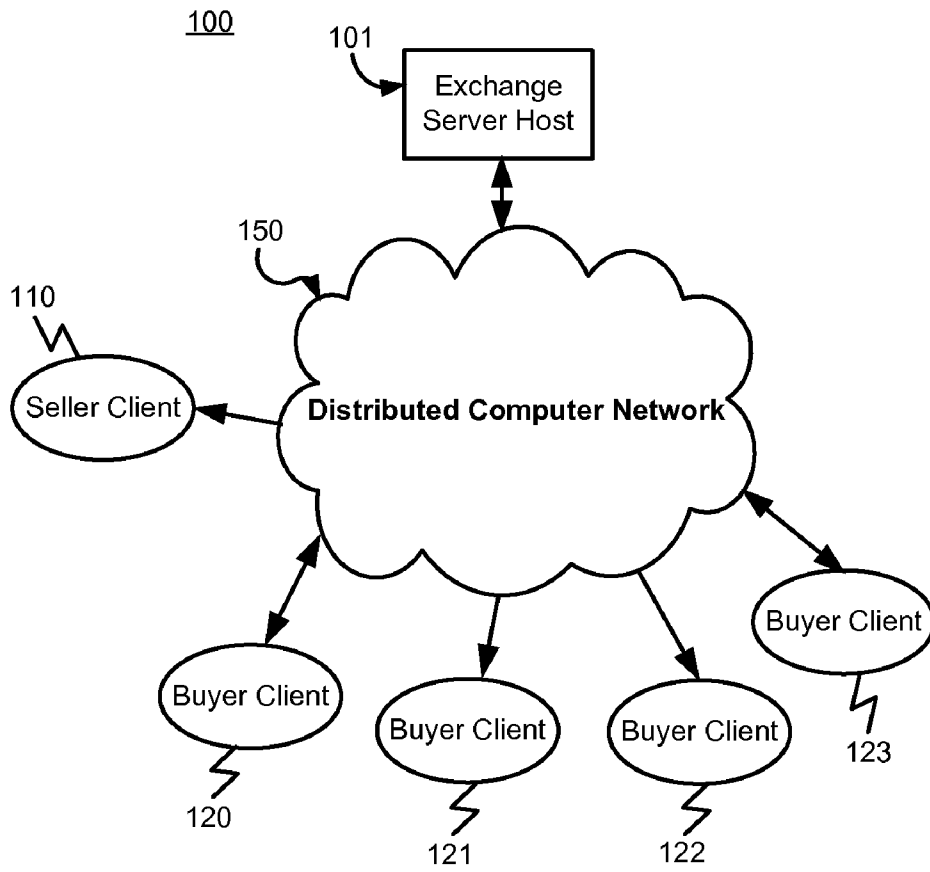 100
101
Exchange
Server Host
150
110
Seller Client
Distributed Computer Network
Buyer Client
Buyer Client
Buyer Client
Buyer Client
123
120
121
122